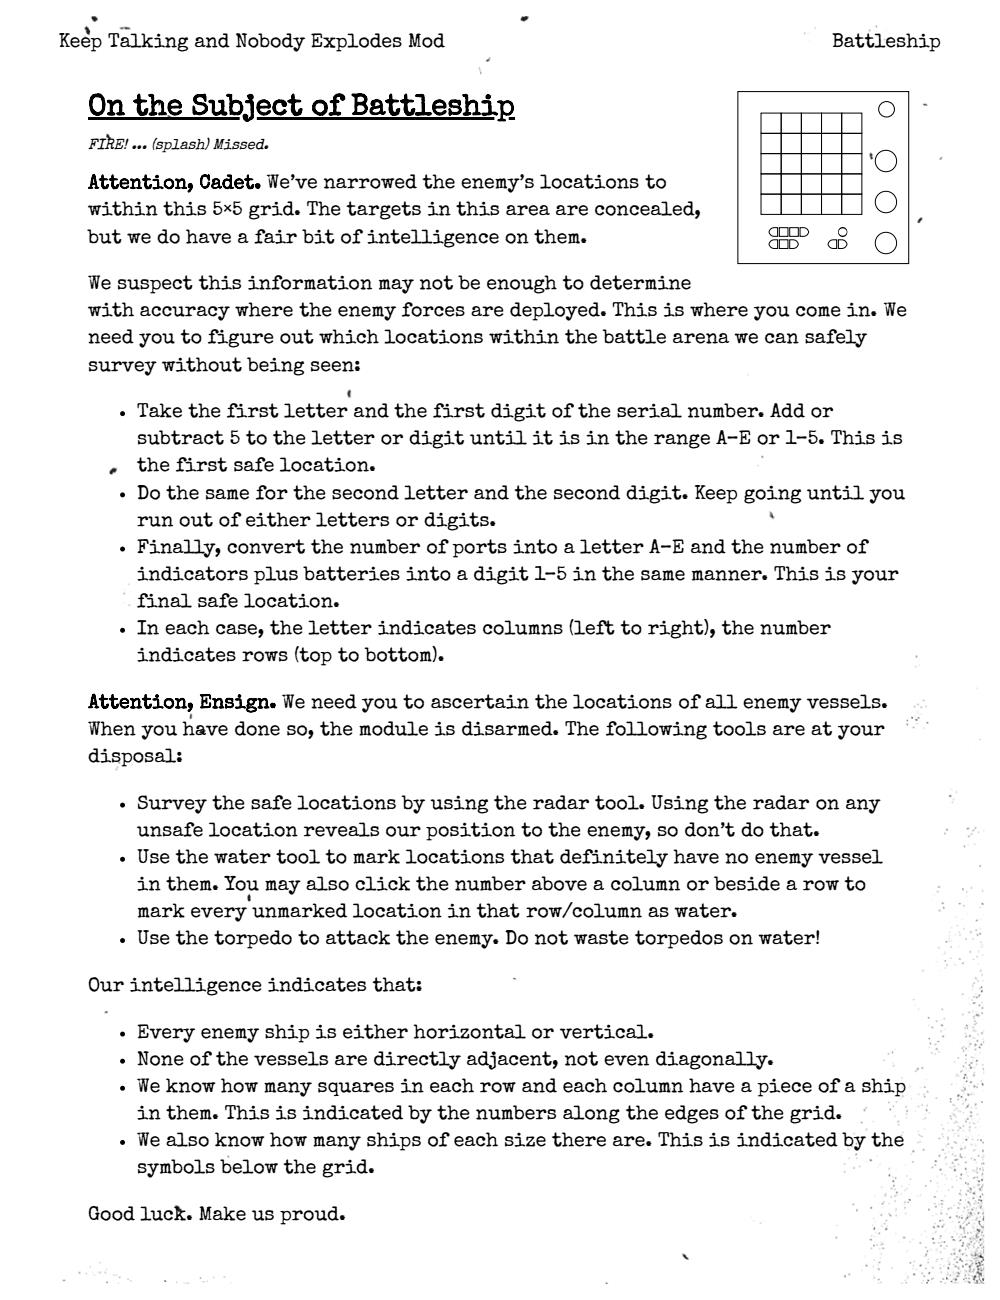 Keep Talking and Nobody Explodes Mod
Battleship
On the Subject of Battleship
FIRE! ... (splash) Missed.
Attention, Cadet. We’ve narrowed the enemy’s locations to
within this 5×5 grid. The targets in this area are concealed,
but we do have a fair bit of intelligence on them.
We suspect this information may not be enough to determine
with accuracy where the enemy forces are deployed. This is where you come in. We
need you to figure out which locations within the battle arena we can safely
survey without being seen:
• Take the first letter and the first digit of the serial number. Add or
subtract 5 to the letter or digit until it is in the range A–E or 1–5. This is
the first safe location.
• Do the same for the second letter and the second digit. Keep going until you
run out of either letters or digits.
• Finally, convert the number of ports into a letter A–E and the number of
indicators plus batteries into a digit 1–5 in the same manner. This is your
final safe location.
• In each case, the letter indicates columns (left to right), the number
indicates rows (top to bottom).
Attention, Ensign. We need you to ascertain the locations of all enemy vessels.
When you have done so, the module is disarmed. The following tools are at your
disposal:
• Survey the safe locations by using the radar tool. Using the radar on any
unsafe location reveals our position to the enemy, so don’t do that.
• Use the water tool to mark locations that definitely have no enemy vessel
in them. You may also click the number above a column or beside a row to
mark every unmarked location in that row/column as water.
• Use the torpedo to attack the enemy. Do not waste torpedos on water!
Our intelligence indicates that:
• Every enemy ship is either horizontal or vertical.
• None of the vessels are directly adjacent, not even diagonally.
• We know how many squares in each row and each column have a piece of a ship
in them. This is indicated by the numbers along the edges of the grid.
• We also know how many ships of each size there are. This is indicated by the
symbols below the grid.
Good luck. Make us proud.